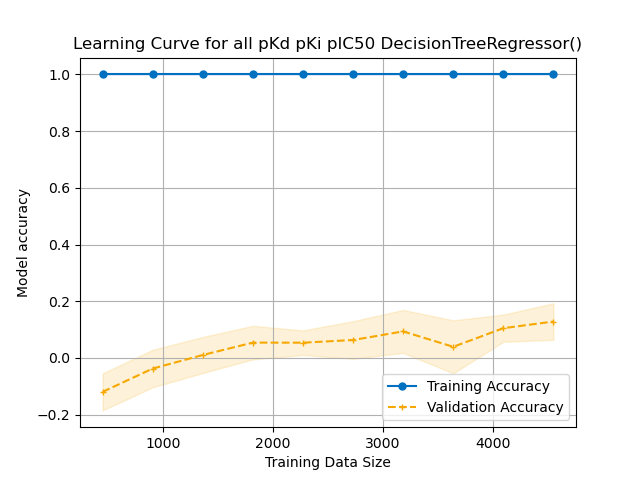 Learning Curve for all pKd pKi pIC50 DecisionTreeRegressor()
Model accuracy
1.0
0.8
0.6
0.4
0.2
0.0
−0.2
1000 2000 3000 4000
Training Data Size
Training Accuracy
Validation Accuracy